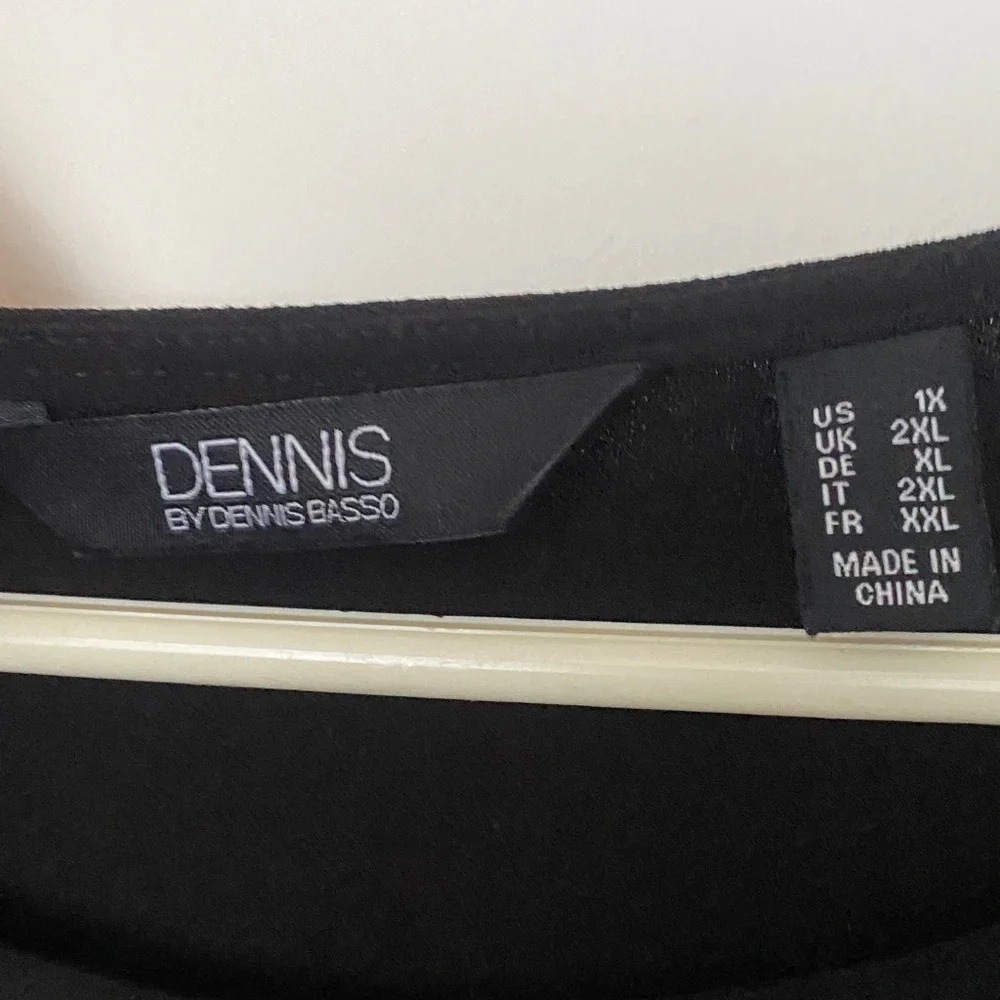 DENNIS
BY DENNIS BASSO
US 1X
UK 2XL
DE XL
IT 2XL
FR XXL
MADE IN
CHINA